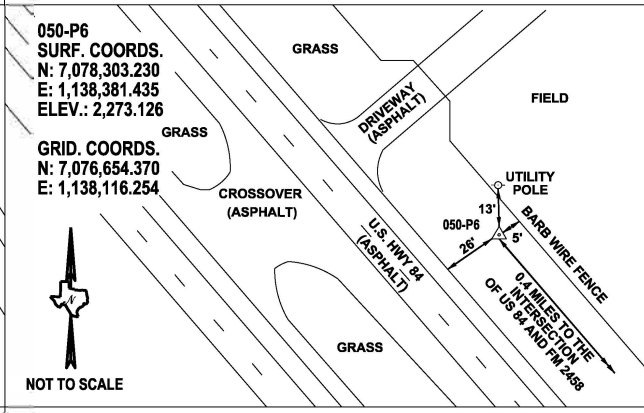 050-P6
SURF. COORDS.
N: 7,078,303.230
E: 1,138,381.435
ELEV.: 2,273.126
GRID. COORDS.
N: 7,076,654.370
E: 1,138,116.254
GRASS
GRASS
DRIVEWAY
(ASPHALT)
FIELD
CROSSOVER
(ASPHALT)
U.S. HWY 84
(ASPHALT)
UTILITY
POLE
13'
050-P6
5'
26'
BARB WIRE FENCE
0.4 MILES TO THE
INTERSECTION
OF US 84 AND FM 2458
GRASS
N
NOT TO SCALE